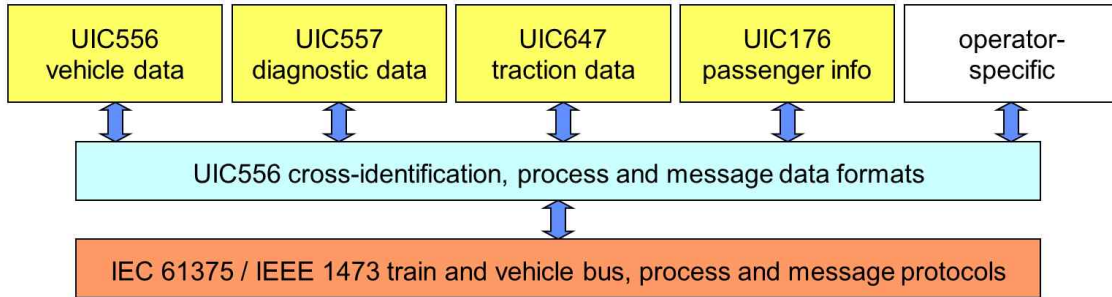 UIC556
vehicle data
UIC557
diagnostic data
UIC647
traction data
UIC176
passenger info
operator-
specific
UIC556 cross-identification, process and message data formats
IEC 61375 / IEEE 1473 train and vehicle bus, process and message protocols